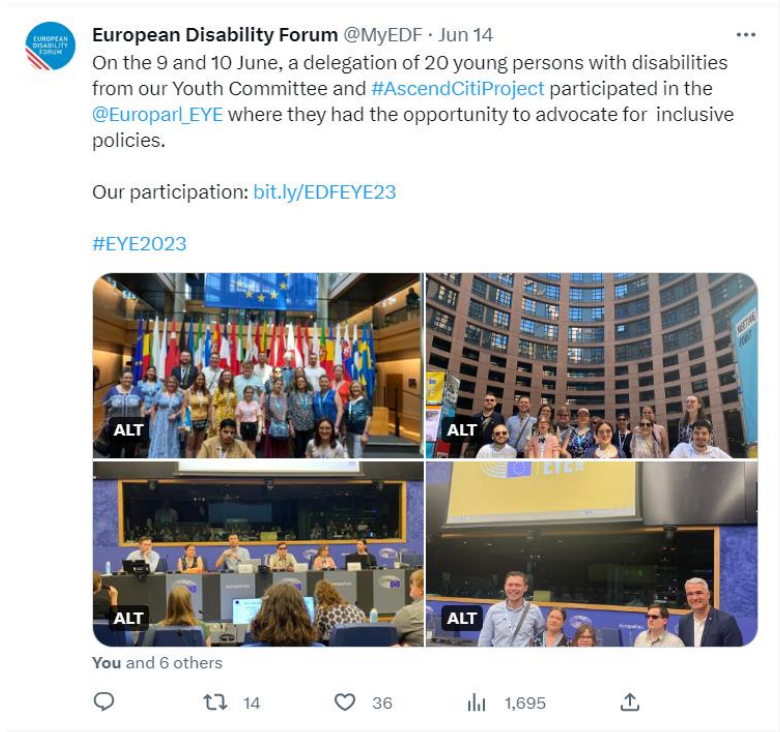 EUROPEAN
DISABILITY
FORUM
European Disability Forum @MyEDF · Jun 14
On the 9 and 10 June, a delegation of 20 young persons with disabilities
from our Youth Committee and #AscendCitiProject participated in the
@Europarl_EYE where they had the opportunity to advocate for inclusive
policies.
Our participation: bit.ly/EDFEYE23
#EYE2023
MEETING
POINT
ALT
ALT
EYE
ALT
ALT
You and 6 others
14
36
1,695